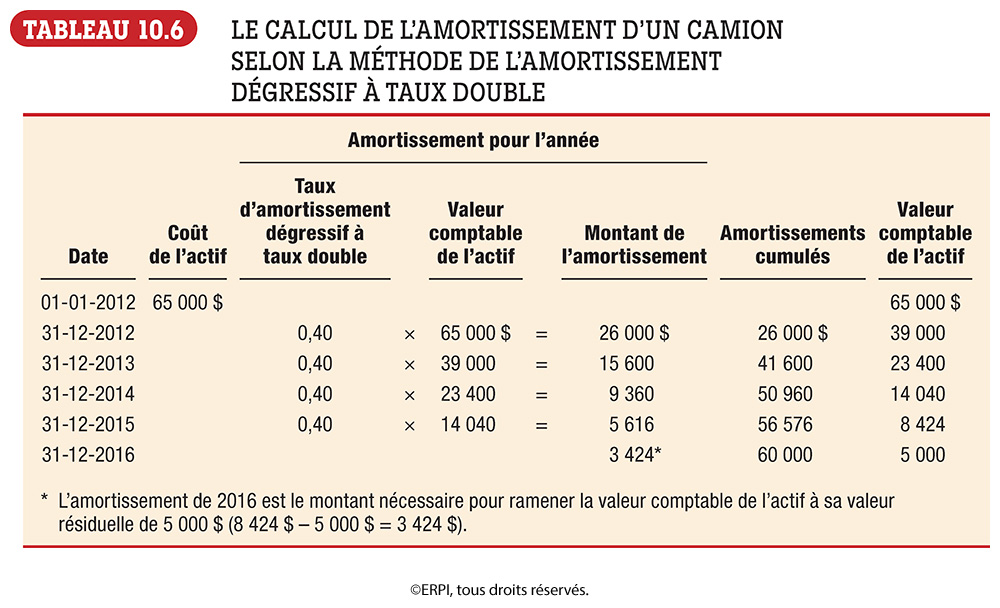 TABLEAU 10.6
LE CALCUL DE L’AMORTISSEMENT D’UN CAMION
SELON LA MÉTHODE DE L’AMORTISSEMENT
DÉGRESSIF À TAUX DOUBLE
Amortissement pour l’année
Taux
d’amortissement Valeur Valeur
Coût dégressif à comptable Montant de Amortissements comptable
Date de l’actif taux double de l’actif l’amortissement cumulés de l’actif
01-01-2012 65 000 $ 65 000 $
31-12-2012 0,40 × 65 000 $ = 26 000 $ 26 000 $ 39 000
31-12-2013 0,40 × 39 000 = 15 600 41 600 23 400
31-12-2014 0,40 × 23 400 = 9 360 50 960 14 040
31-12-2015 0,40 × 14 040 = 5 616 56 576 8 424
31-12-2016 3 424* 60 000 5 000
* L’amortissement de 2016 est le montant nécessaire pour ramener la valeur comptable de l’actif à sa valeur
résiduelle de 5 000 $ (8 424 $ – 5 000 $ = 3 424 $).
©ERPI, tous droits réservés.